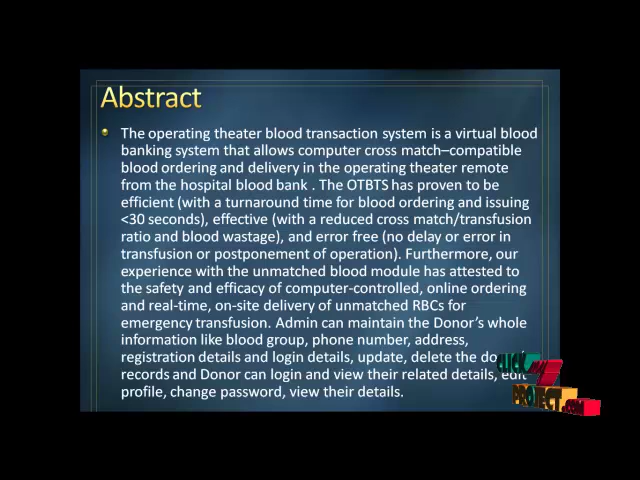 Abstract
The operating theater blood transaction system is a virtual blood
banking system that allows computer cross match–compatible
blood ordering and delivery in the operating theater remote
from the hospital blood bank . The OTBTS has proven to be
efficient (with a turnaround time for blood ordering and issuing
<30 seconds), effective (with a reduced cross match/transfusion
ratio and blood wastage), and error free (no delay or error in
transfusion or postponement of operation). Furthermore, our
experience with the unmatched blood module has attested to
the safety and efficacy of computer-controlled, online ordering
and real-time, on-site delivery of unmatched RBCs for
emergency transfusion. Admin can maintain the Donor's whole
information like blood group, phone number, address,
registration details and login details, update, delete the
records and Donor can login and view their related details, edit
profile, change password, view their details.
CLICK
MY
PROJECT.COM